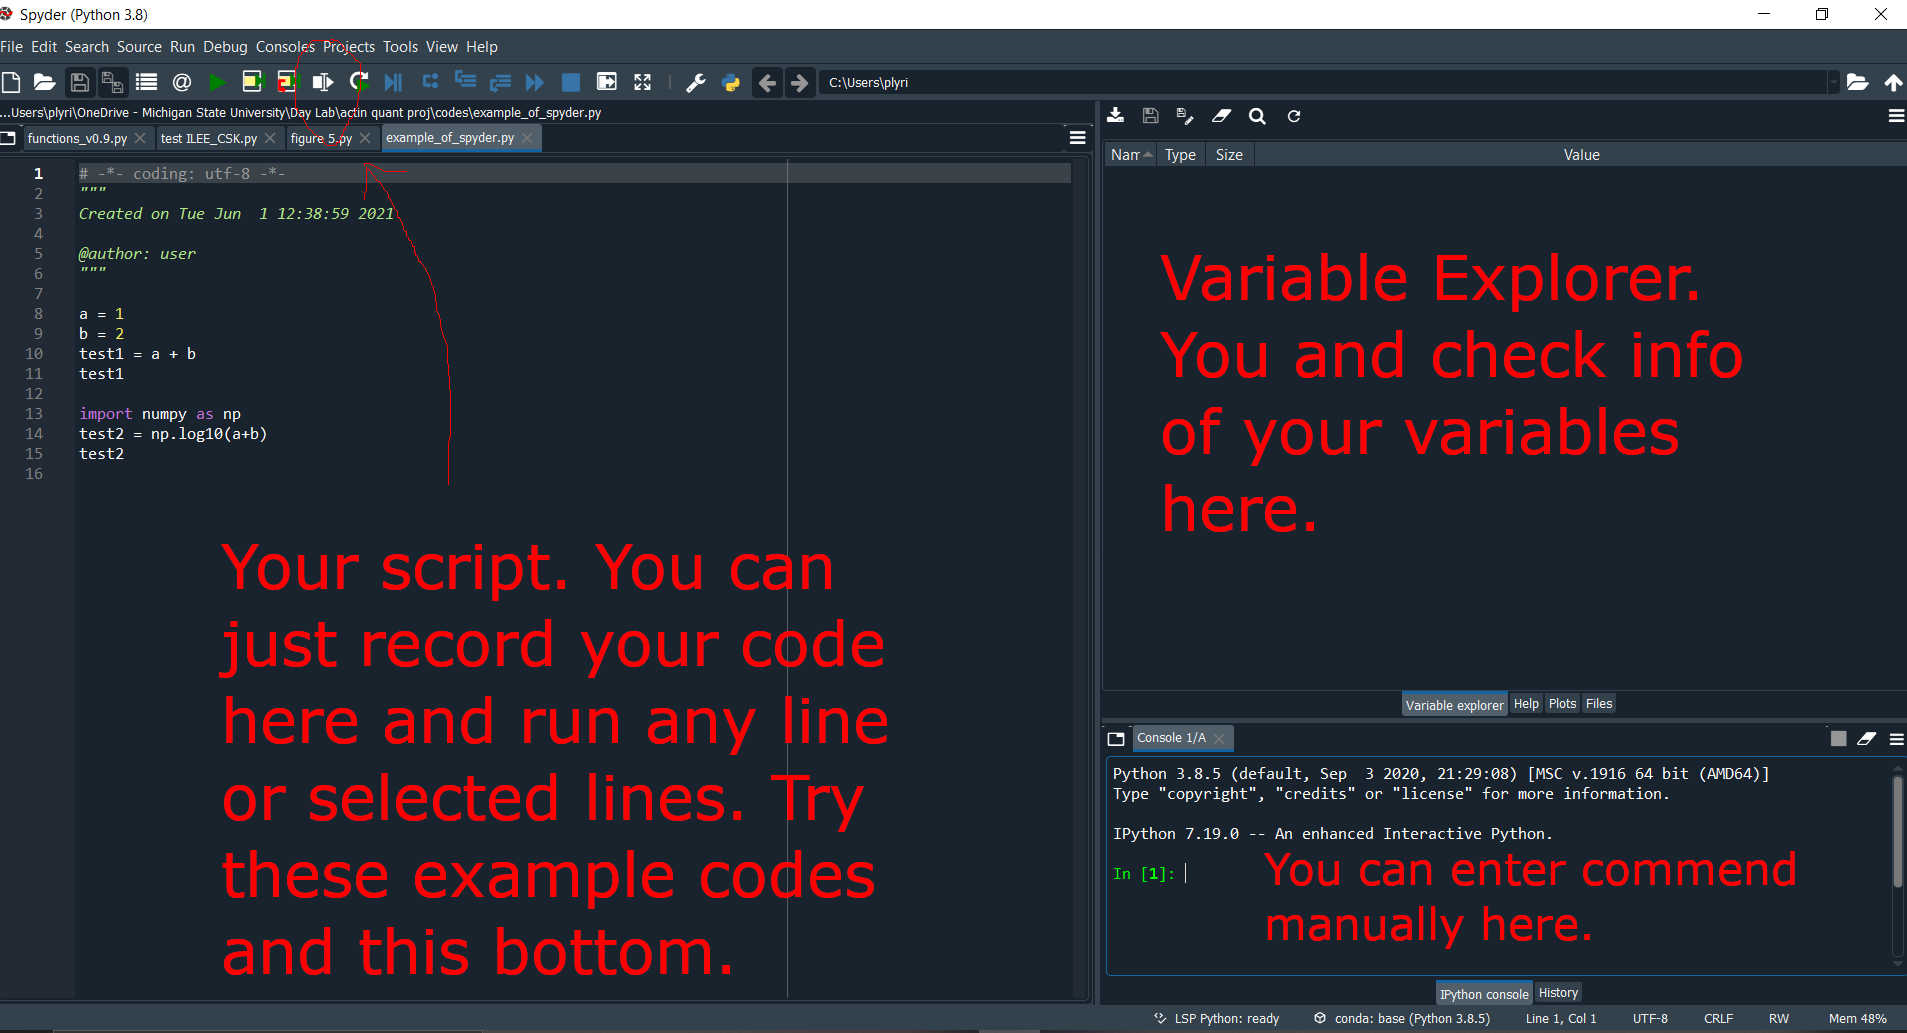 Spyder (Python 3.8)
File Edit Search Source Run Debug Consoles Projects Tools View Help
C:\Users\plyri
...Users\plyri\OneDrive - Michigan State University\Day Lab\actin quant proj\codes\example_of_spyder.py
functions_v0.9.py test ILEE_CSK.py figure 5.py example_of_spyder.py
1 # -*- coding: utf-8 -*-
2 """
3 Created on Tue Jun  1 12:38:59 2021
4
5 @author: user
6 """
7
8 a = 1
9 b = 2
10 test1 = a + b
11 test1
12
13 import numpy as np
14 test2 = np.log10(a+b)
15 test2
16
Your script. You can
just record your code
here and run any line
or selected lines. Try
these example codes
and this bottom.
Nam Type Size Value
Variable Explorer.
You and check info
of your variables
here.
Variable explorer Help Plots Files
Console 1/A
Python 3.8.5 (default, Sep  3 2020, 21:29:08) [MSC v.1916 64 bit (AMD64)]
Type "copyright", "credits" or "license" for more information.
IPython 7.19.0 -- An enhanced Interactive Python.
In [1]:
You can enter commend
manually here.
IPython console History
LSP Python: ready conda: base (Python 3.8.5) Line 1, Col 1 UTF-8 CRLF RW Mem 48%